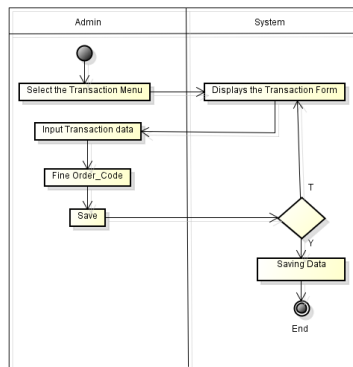 Admin
System
Select the Transaction Menu
Displays the Transaction Form
Input Transaction data
Fine Order_Code
Save
T
Y
Saving Data
End